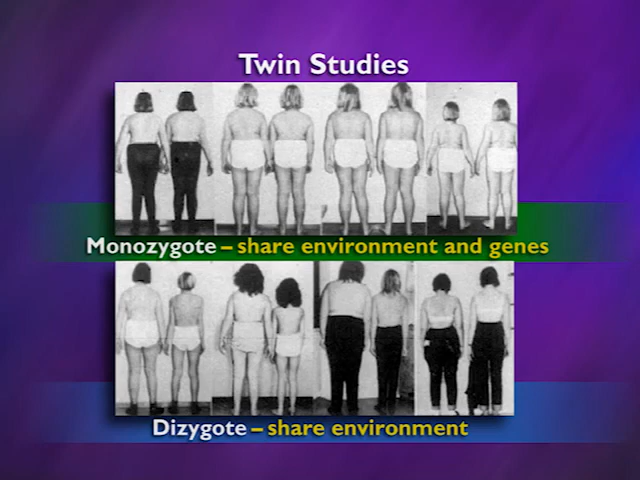 Twin Studies
Monozygote – share environment and genes
Dizygote – share environment